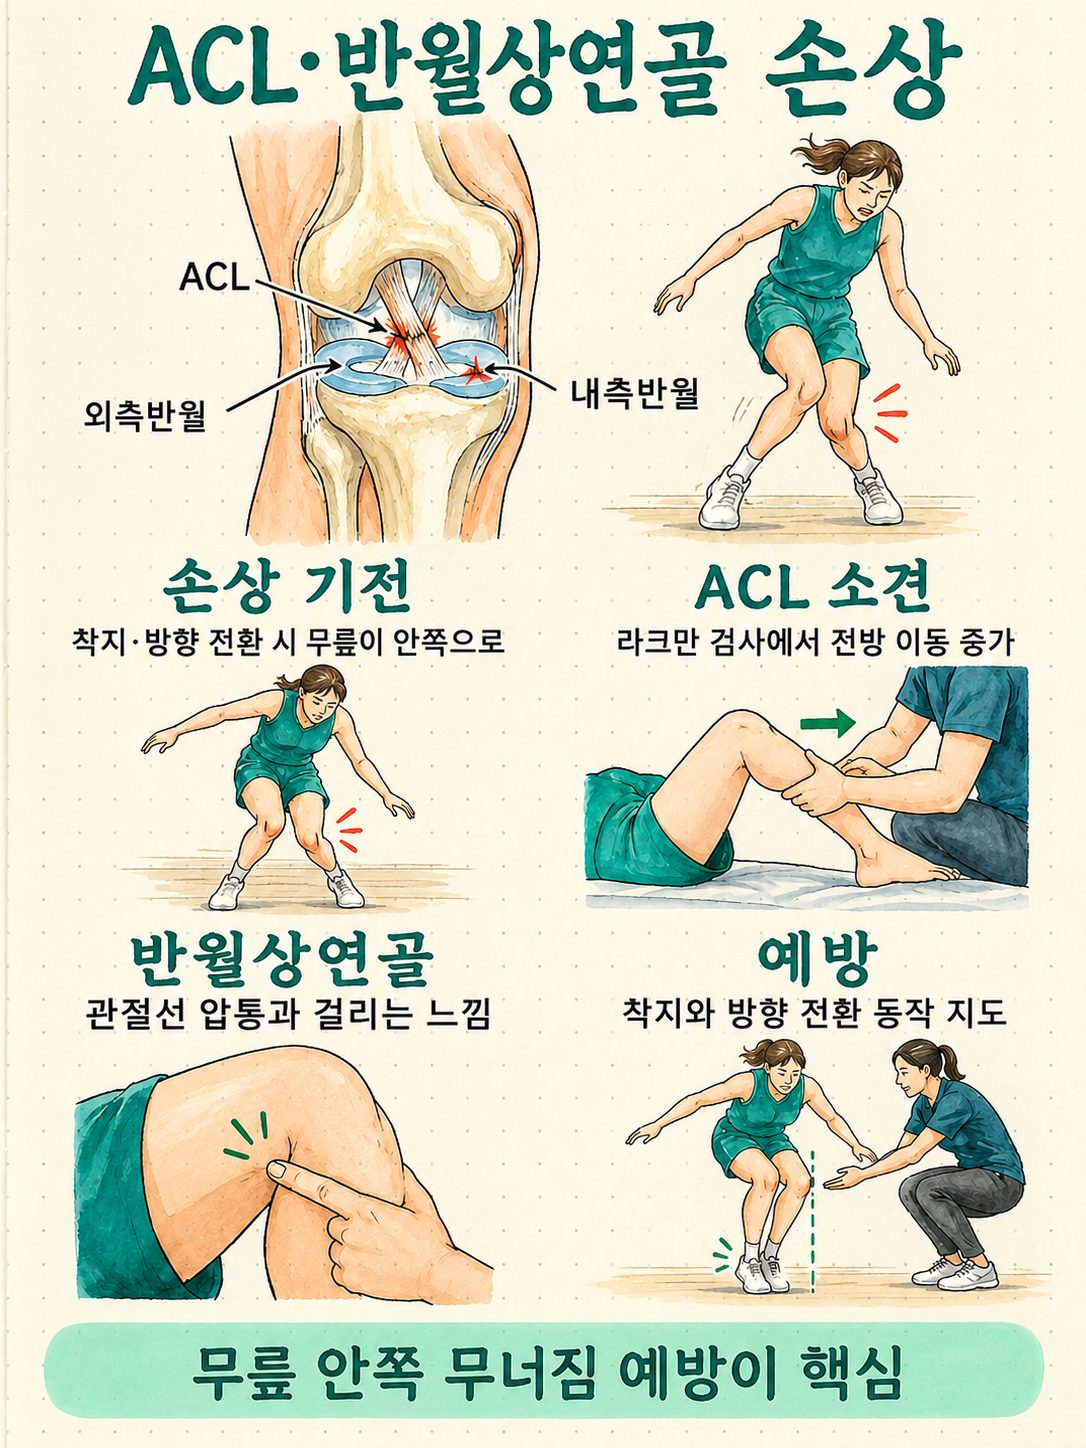 ACL·반월상연골 손상
ACL
외측반월
내측반월
손상 기전
착지·방향 전환 시 무릎이 안쪽으로
ACL 소견
라크만 검사에서 전방 이동 중가
반월상연골
관절선 압통과 걸리는 느낌
예방
착지와 방향 전환 동작 지도
무릎 안쪽 무너짐 예방이 핵심